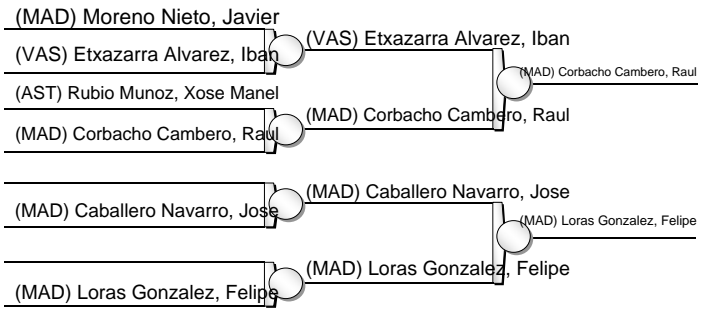 (MAD) Moreno Nieto, Javier
(VAS) Etxazarra Alvarez, Iban
(AST) Rubio Munoz, Xose Manel
(MAD) Corbacho Cambero, Raul
(MAD) Caballero Navarro, Jose
(MAD) Loras Gonzalez, Felipe
(VAS) Etxazarra Alvarez, Iban
(MAD) Corbacho Cambero, Raul
(MAD) Caballero Navarro, Jose
(MAD) Loras Gonzalez, Felipe
(MAD) Corbacho Cambero, Raul
(MAD) Loras Gonzalez, Felipe